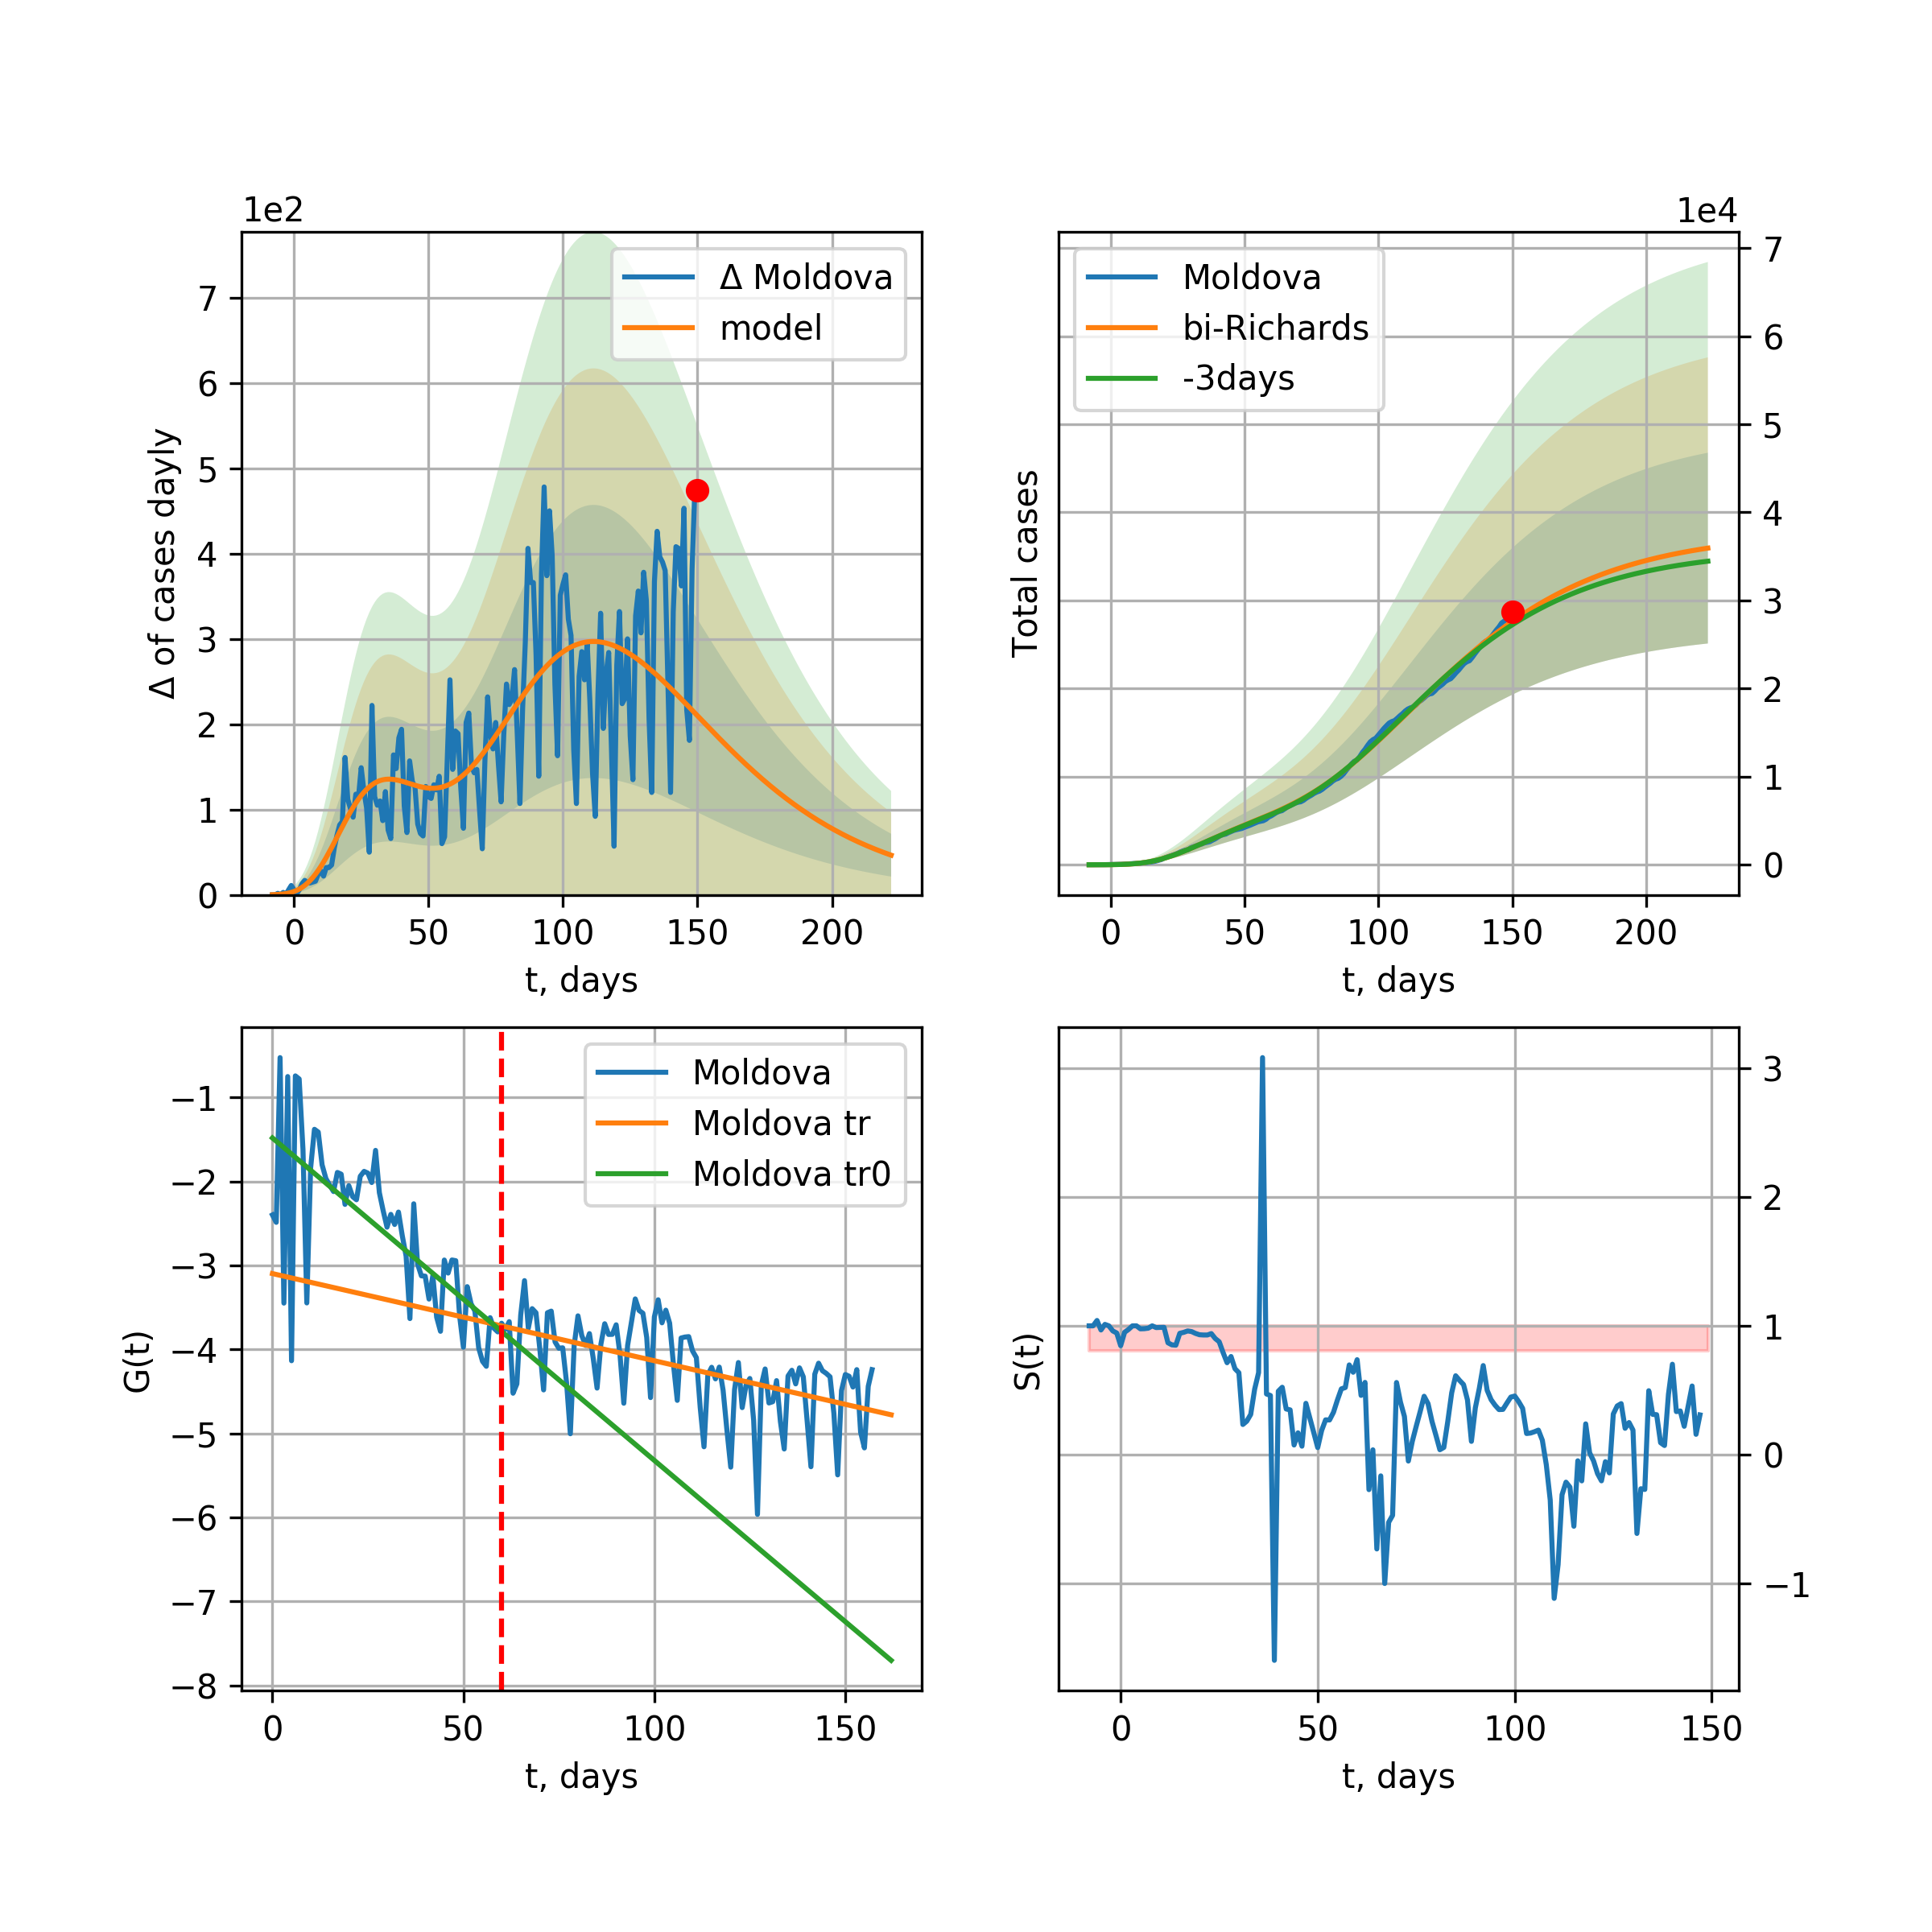 1e2
Δ of cases dayly
7
6
5
4
3
2
1
0
Δ Moldova
model
0 50 100 150 200
t, days
1e4
Total cases
Moldova
bi-Richards
-3days
7
6
5
4
3
2
1
0
0 50 100 150 200
t, days
G(t)
−1
−2
−3
−4
−5
−6
−7
−8
Moldova
Moldova tr
Moldova tr0
0 50 100 150
t, days
S(t)
3
2
1
0
−1
0 50 100 150
t, days